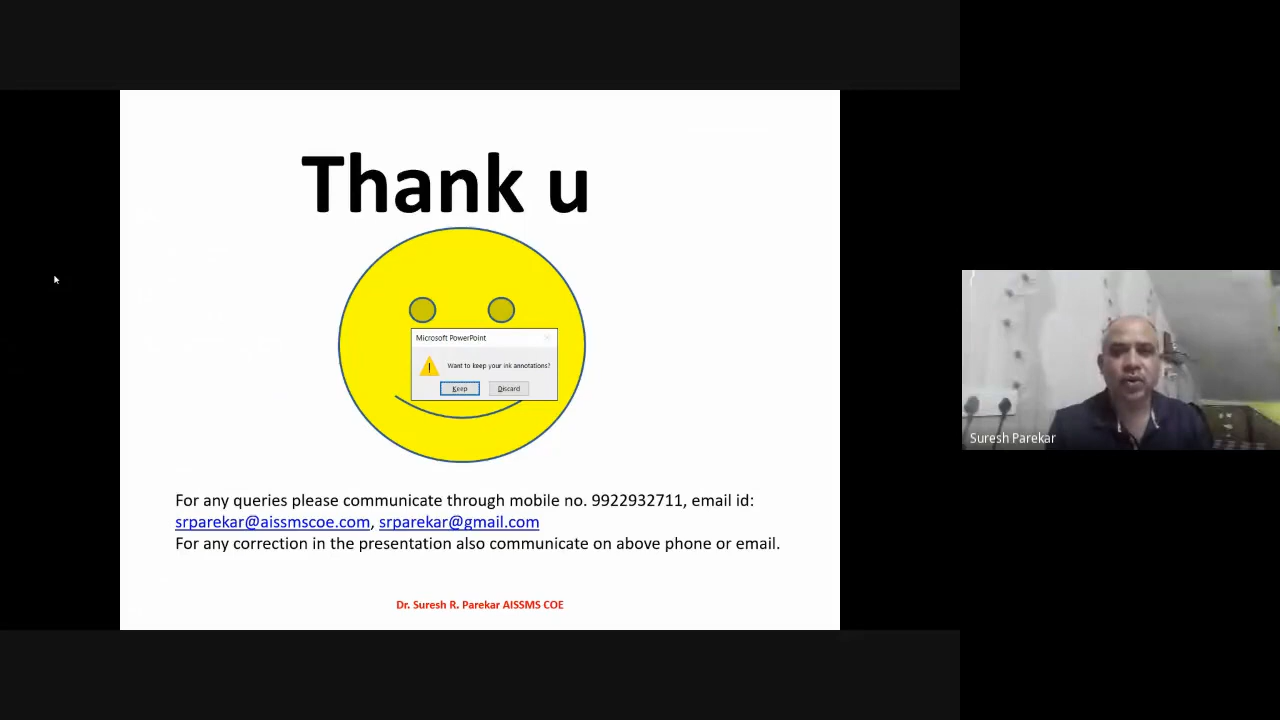 Thank u
Microsoft PowerPoint
Want to keep your ink annotations?
Keep Discard
For any queries please communicate through mobile no. 9922932711, email id:
srparekar@aissmscoe.com, srparekar@gmail.com
For any correction in the presentation also communicate on above phone or email.
Dr. Suresh R. Parekar AISSMS COE
Suresh Parekar